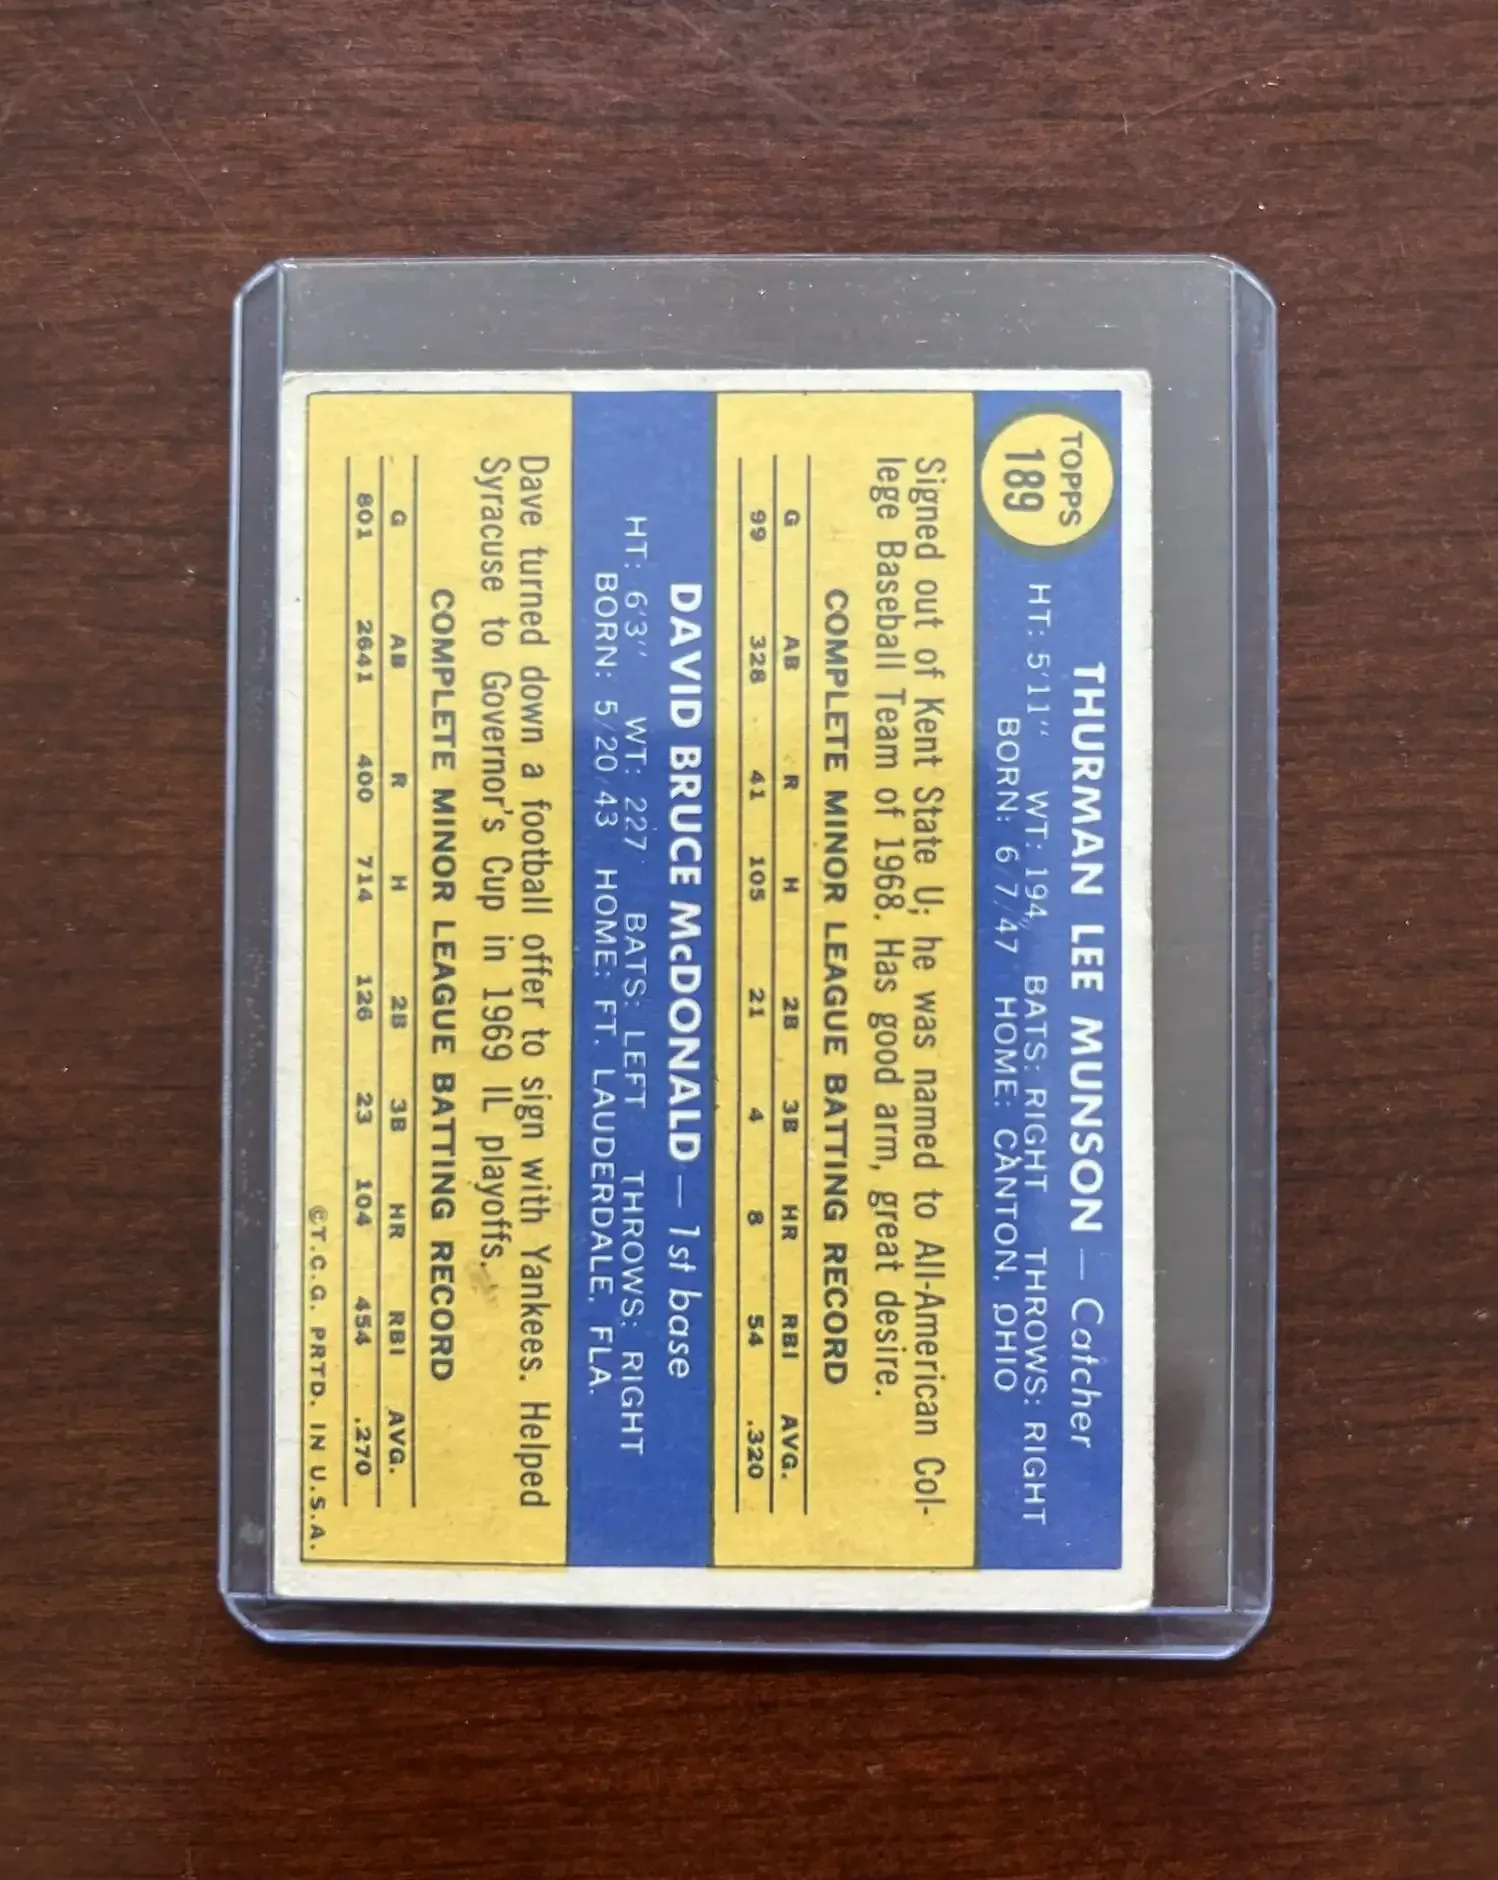 TOPPS
189
THURMAN LEE MUNSON — Catcher
HT: 5'11" WT: 194 BATS: RIGHT THROWS: RIGHT
BORN: 6/7/47 HOME: CANTON, OHIO
Signed out of Kent State U; he was named to All-American Col-
lege Baseball Team of 1968. Has good arm, great desire.
COMPLETE MINOR LEAGUE BATTING RECORD
G AB R H 2B 3B HR RBI AVG.
99 328 41 105 21 4 8 54 .320
DAVID BRUCE McDONALD — 1st base
HT: 6'3" WT: 227 BATS: LEFT THROWS: RIGHT
BORN: 5/20/43 HOME: FT. LAUDERDALE, FLA.
Dave turned down a football offer to sign with Yankees. Helped
Syracuse to Governor's Cup in 1969 IL playoffs.
COMPLETE MINOR LEAGUE BATTING RECORD
G AB R H 2B 3B HR RBI AVG.
801 2641 400 714 126 23 104 454 .270
©T.C.G. PRTD. IN U.S.A.